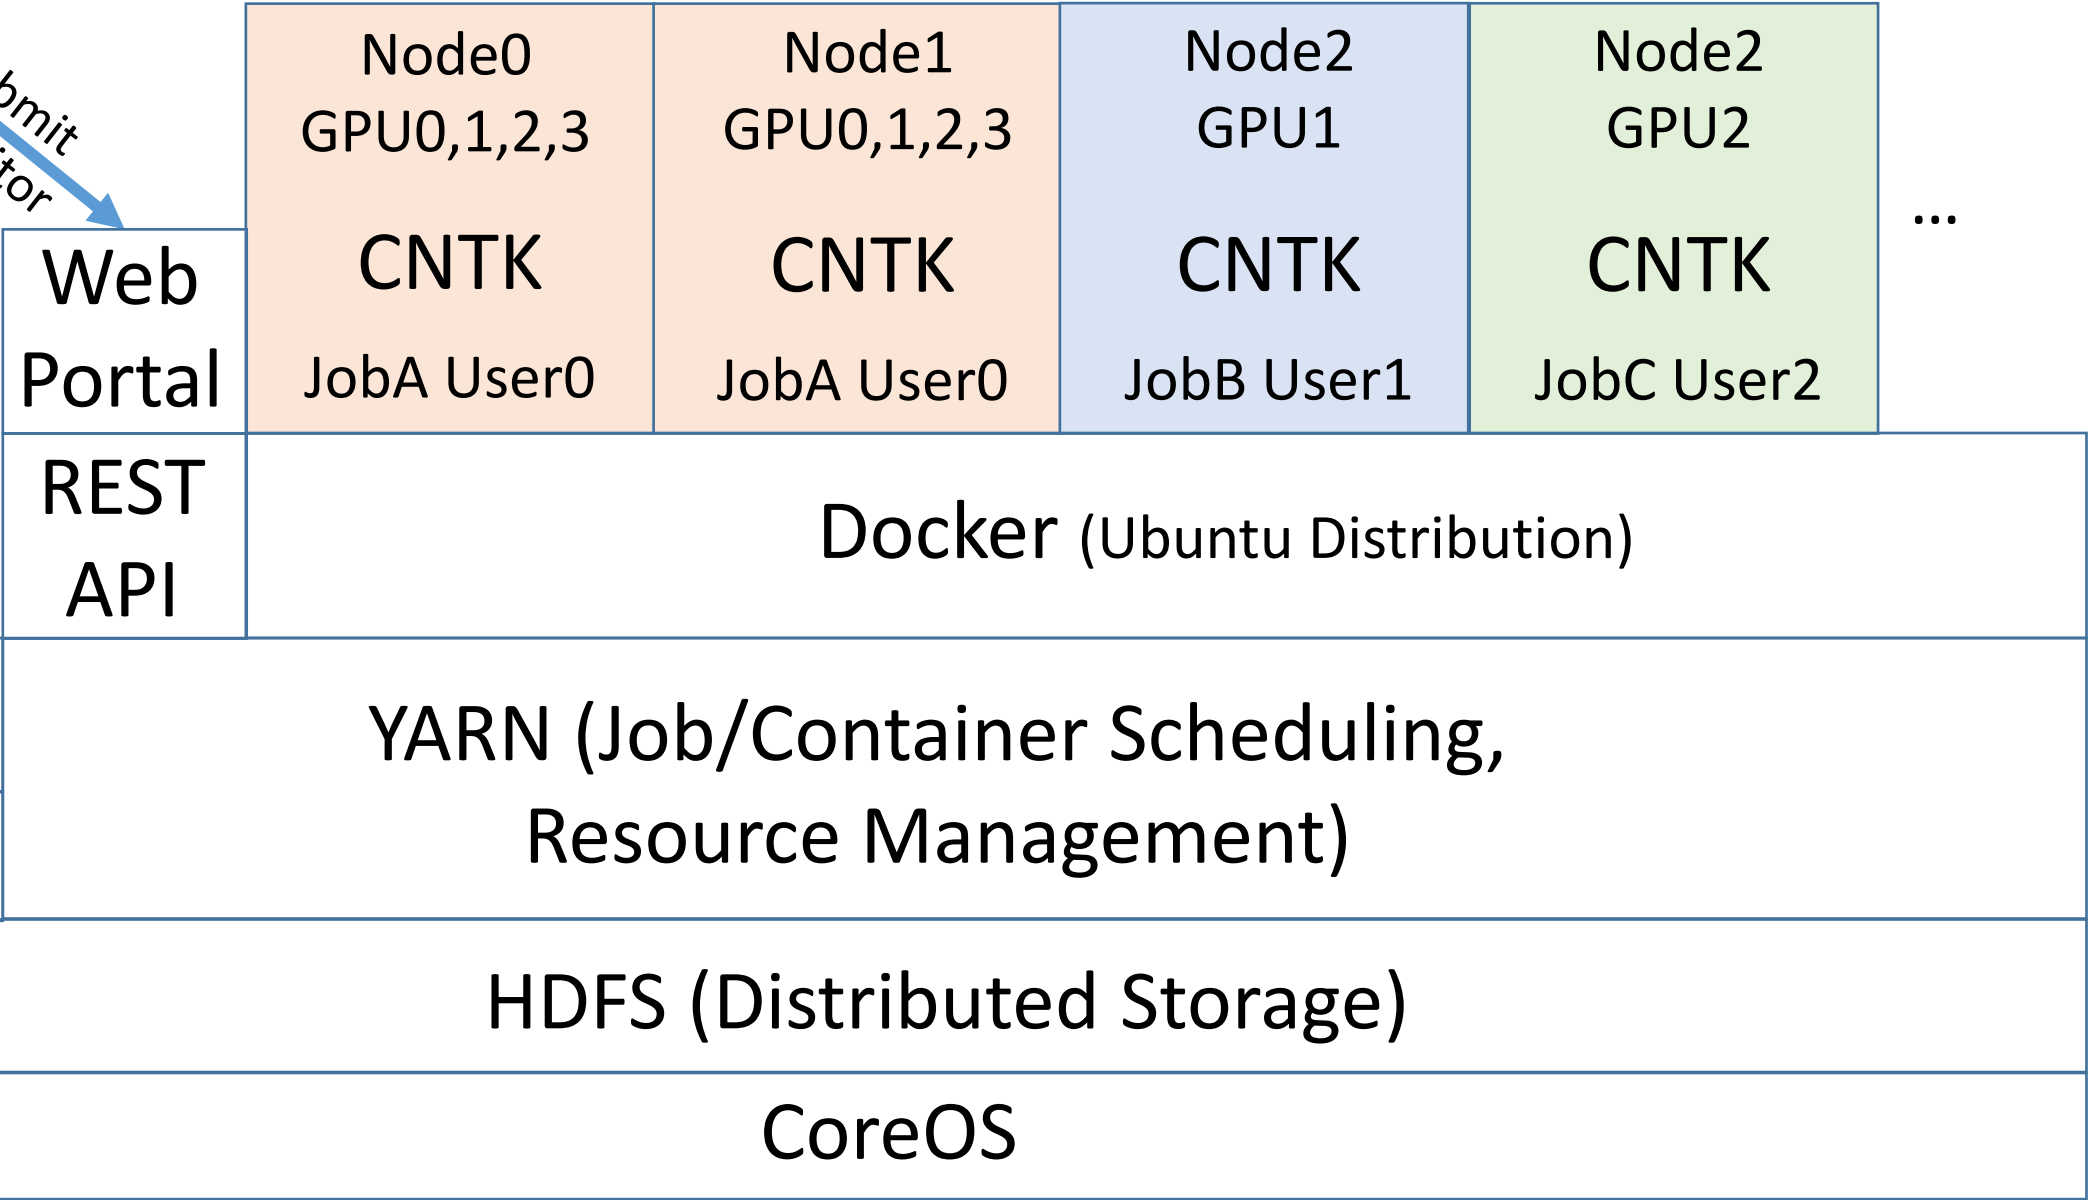 Node0
GPU0,1,2,3
CNTK
JobA User0
Node1
GPU0,1,2,3
CNTK
JobA User0
Node2
GPU1
CNTK
JobB User1
Node2
GPU2
CNTK
JobC User2
...
Web
Portal
REST
API
Docker (Ubuntu Distribution)
YARN (Job/Container Scheduling,
Resource Management)
HDFS (Distributed Storage)
CoreOS